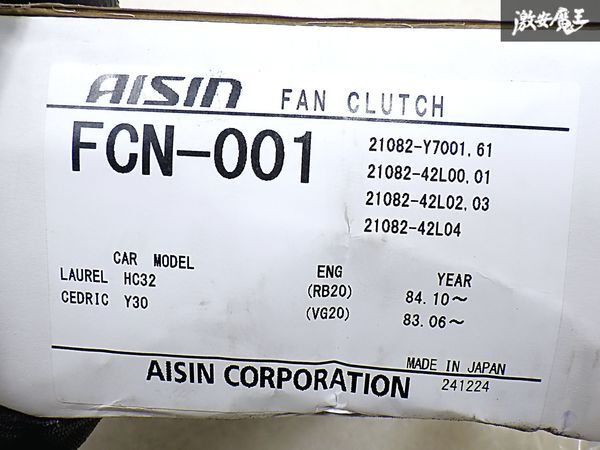 激安魔王
AISIN FAN CLUTCH
FCN-001
21082-Y7001,61
21082-42L00,01
21082-42L02,03
21082-42L04
CAR MODEL ENG YEAR
LAUREL HC32 (RB20) 84.10~
CEDRIC Y30 (VG20) 83.06~
MADE IN JAPAN
AISIN CORPORATION 241224